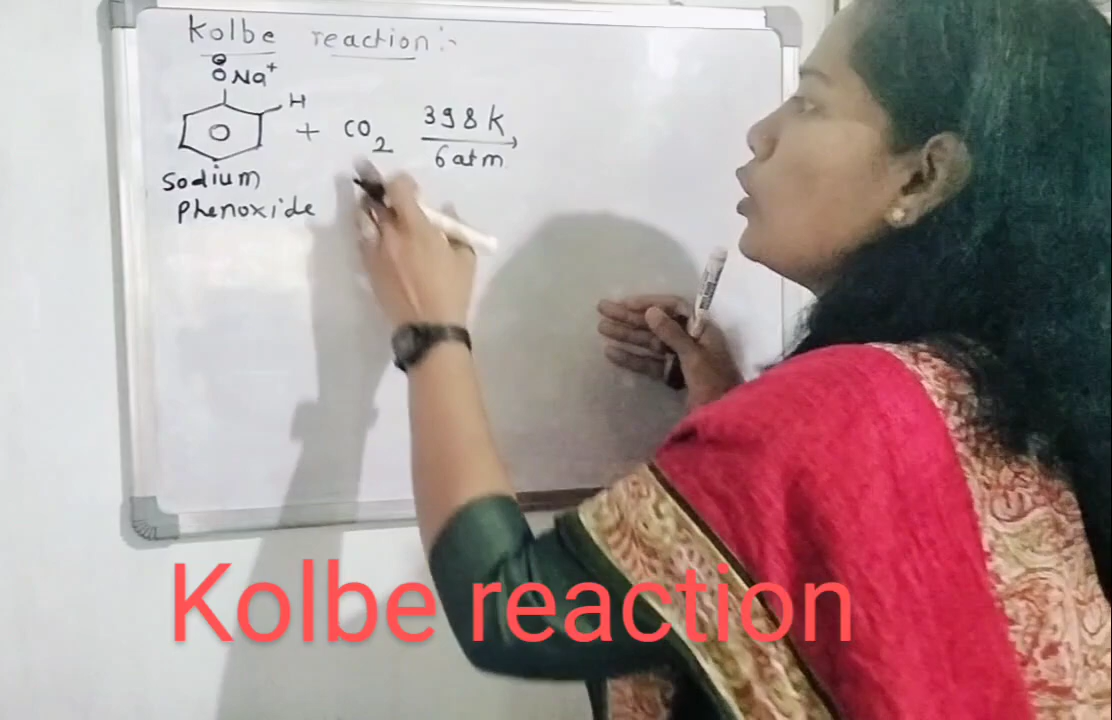 Kolbe reaction :-
⊖
O Na+
H
+ CO2 398 K
6 atm
Sodium
Phenoxide
Kolbe reaction